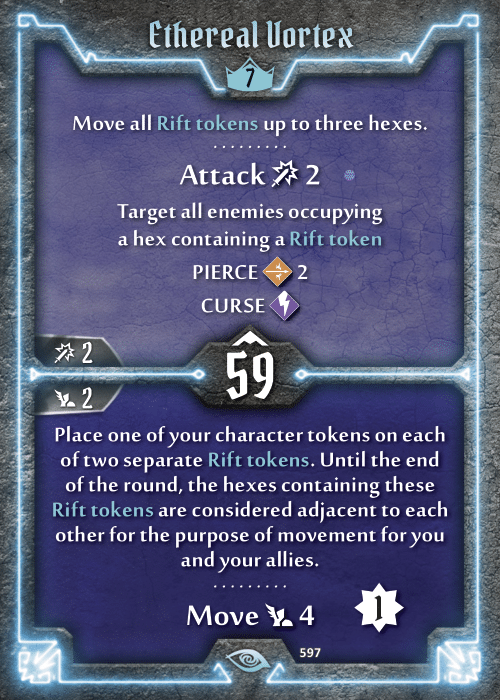 Ethereal Vortex
7
Move all Rift tokens up to three hexes.
Attack 2
Target all enemies occupying
a hex containing a Rift token
PIERCE 2
CURSE
2
59
2
Place one of your character tokens on each
of two separate Rift tokens. Until the end
of the round, the hexes containing these
Rift tokens are considered adjacent to each
other for the purpose of movement for you
and your allies.
Move 4
1
597